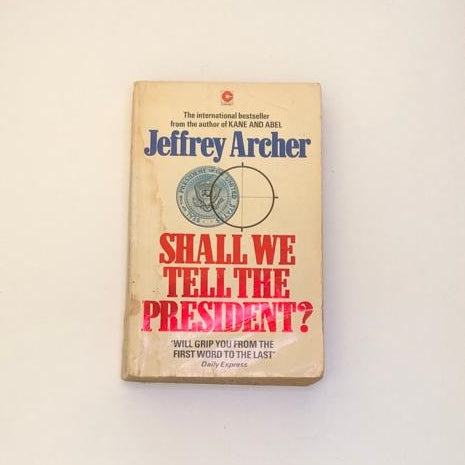 The international bestseller
from the author of KANE AND ABEL
Jeffrey Archer
SHALL WE
TELL THE
PRESIDENT?
'WILL GRIP YOU FROM THE
FIRST WORD TO THE LAST'
Daily Express